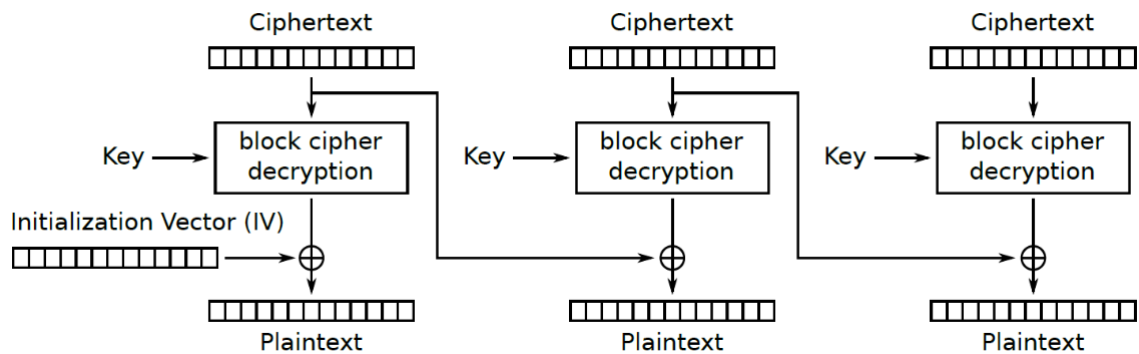 Ciphertext
Ciphertext
Ciphertext
Key
block cipher
decryption
Key
block cipher
decryption
Key
block cipher
decryption
Initialization Vector (IV)
Plaintext
Plaintext
Plaintext